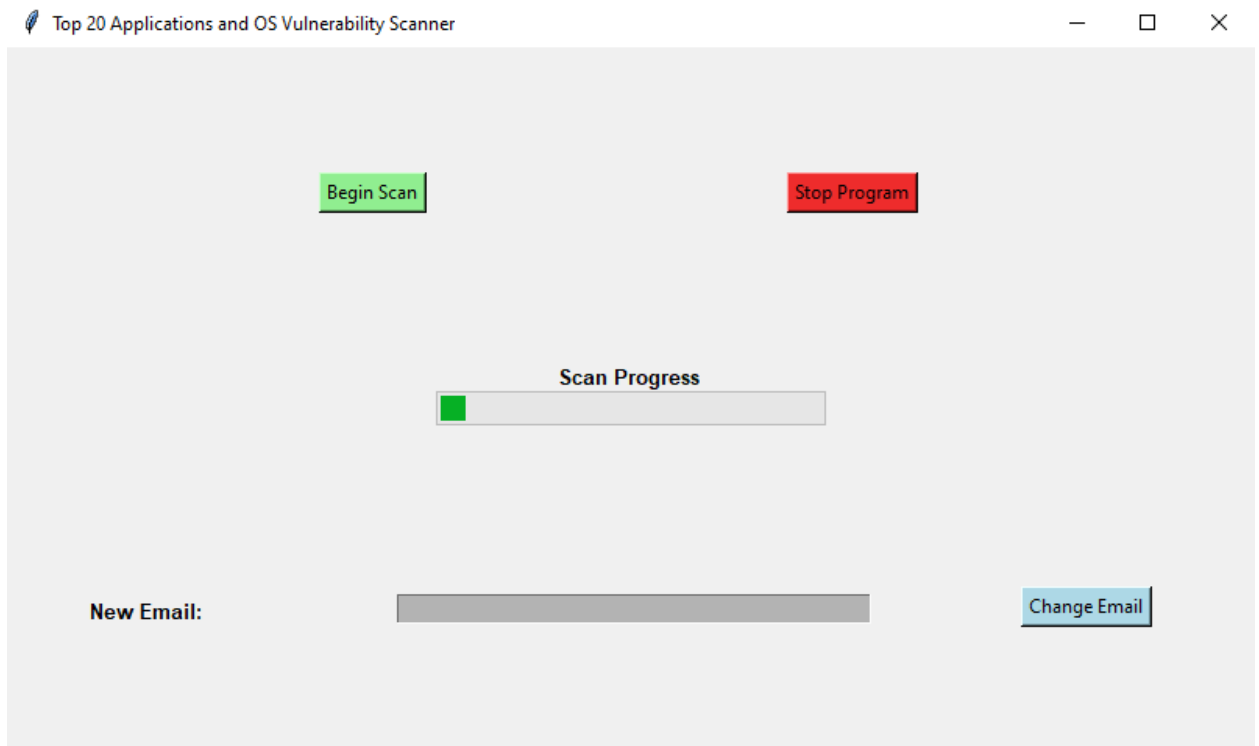 Top 20 Applications and OS Vulnerability Scanner
Begin Scan
Stop Program
Scan Progress
New Email:
Change Email